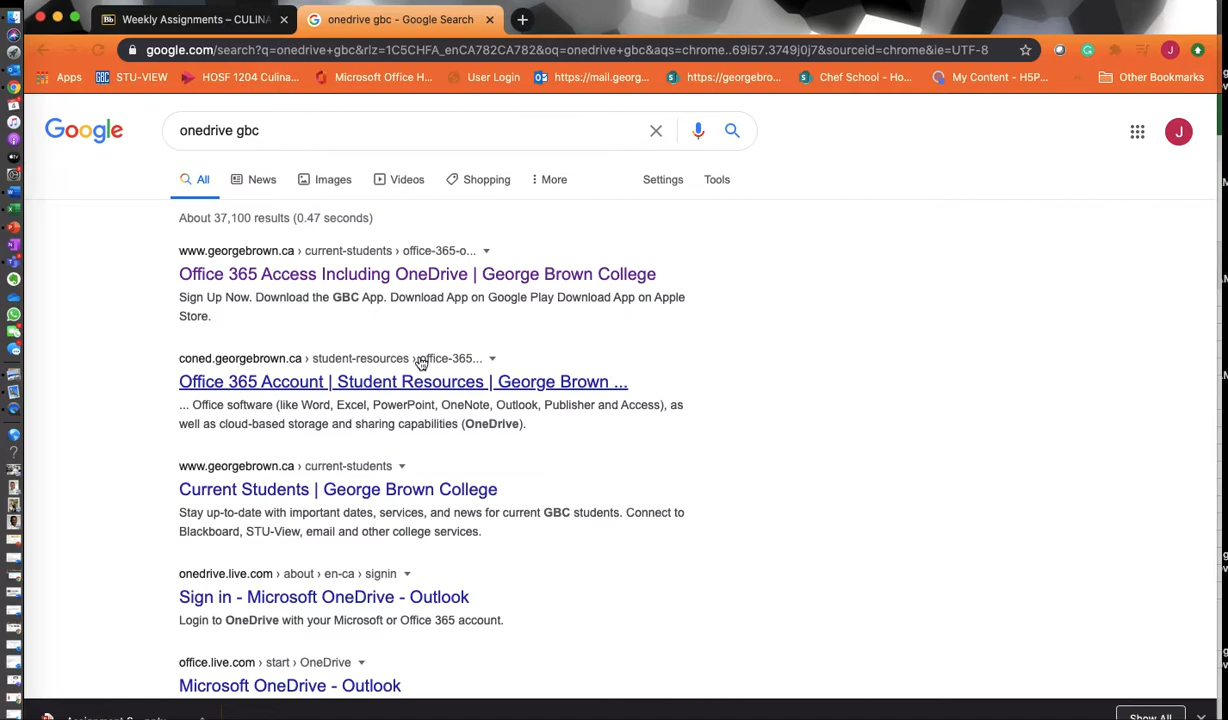 Bb Weekly Assignments – CULINA
onedrive gbc - Google Search
google.com/search?q=onedrive+gbc&rlz=1C5CHFA_enCA782CA782&oq=onedrive+gbc&aqs=chrome..69i57.3749j0j7&sourceid=chrome&ie=UTF-8
J
Apps GBC STU-VIEW HOSF 1204 Culina... Microsoft Office H... User Login https://mail.georg... https://georgebro... Chef School - Ho... My Content - H5P... Other Bookmarks
Google onedrive gbc J
All News Images Videos Shopping More Settings Tools
About 37,100 results (0.47 seconds)
www.georgebrown.ca › current-students › office-365-o...
Office 365 Access Including OneDrive | George Brown College
Sign Up Now. Download the GBC App. Download App on Google Play Download App on Apple
Store.
coned.georgebrown.ca › student-resources › office-365...
Office 365 Account | Student Resources | George Brown ...
... Office software (like Word, Excel, PowerPoint, OneNote, Outlook, Publisher and Access), as
well as cloud-based storage and sharing capabilities (OneDrive).
www.georgebrown.ca › current-students
Current Students | George Brown College
Stay up-to-date with important dates, services, and news for current GBC students. Connect to
Blackboard, STU-View, email and other college services.
onedrive.live.com › about › en-ca › signin
Sign in - Microsoft OneDrive - Outlook
Login to OneDrive with your Microsoft or Office 365 account.
office.live.com › start › OneDrive
Microsoft OneDrive - Outlook
Show All